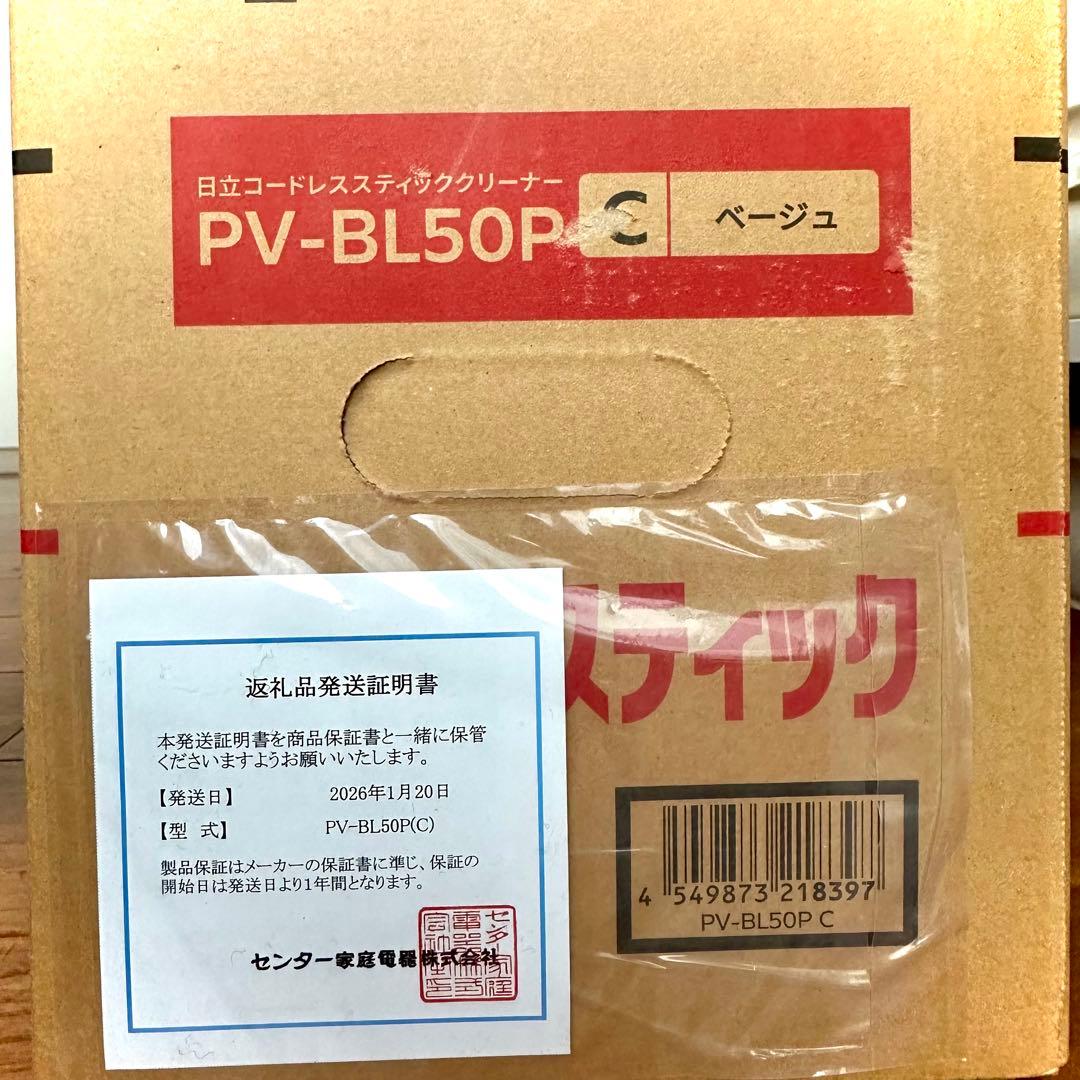 日立コードレススティッククリーナー
PV-BL50P C ベージュ
スティック
返礼品発送証明書
本発送証明書を商品保証書と一緒に保管
くださいますようお願いいたします。
【発送日】 2026年1月20日
【型 式】 PV-BL50P(C)
製品保証はメーカーの保証書に準じ、保証の
開始日は発送日より1年間となります。
センター家庭電器株式会社
4 549873 218397
PV-BL50P C